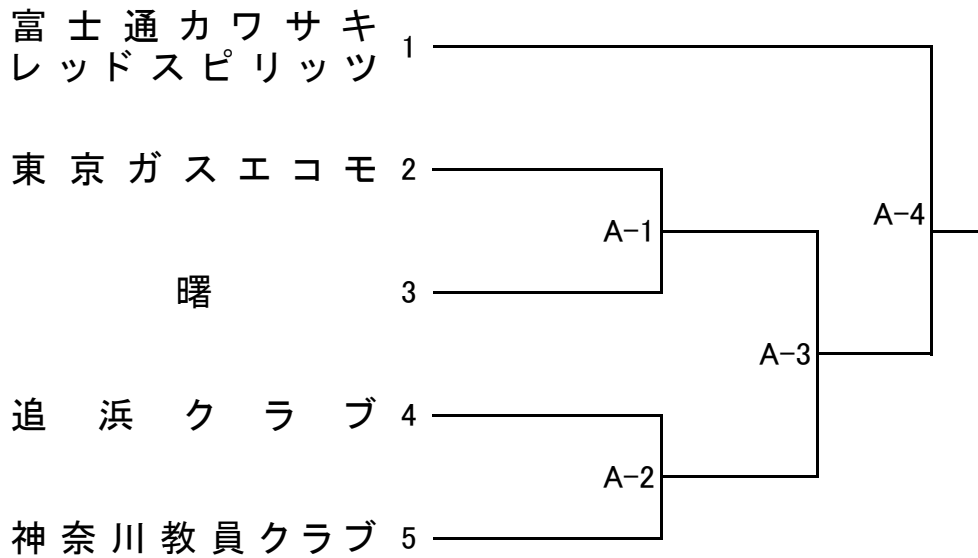 富士通カワサキ
レッドスピリッツ
1
東京ガスエコモ 2
A-1
A-4
曙 3
A-3
追浜クラブ 4
A-2
神奈川教員クラブ 5